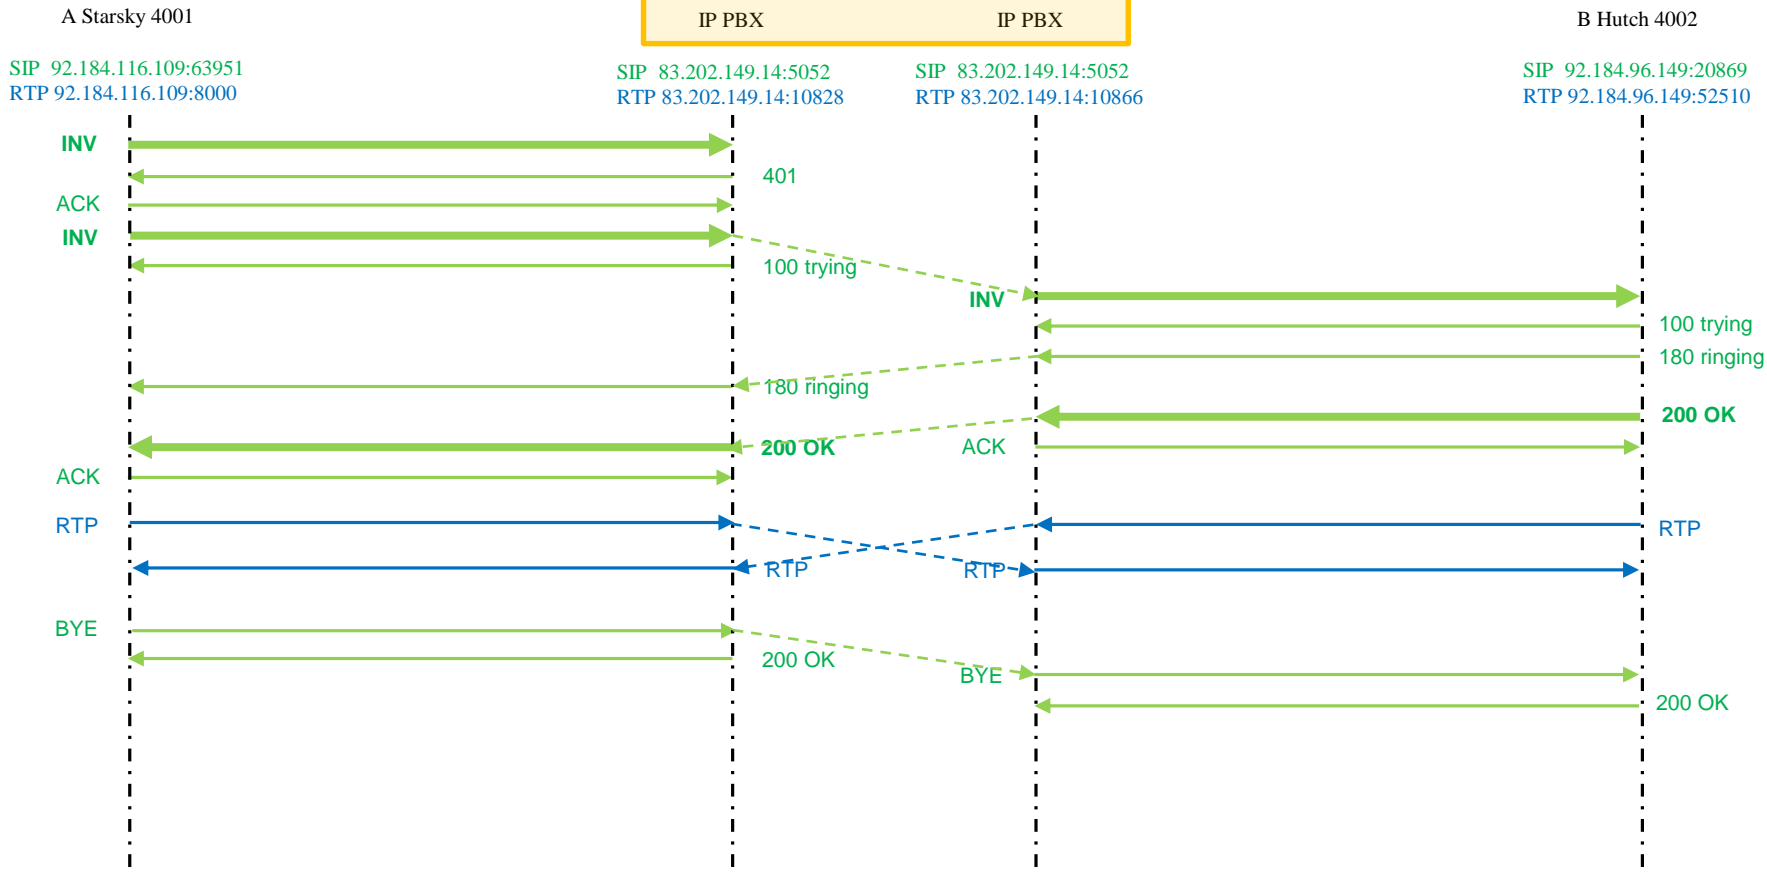 A Starsky 4001
IP PBX
IP PBX
B Hutch 4002
SIP 92.184.116.109:63951
RTP 92.184.116.109:8000
SIP 83.202.149.14:5052
RTP 83.202.149.14:10828
SIP 83.202.149.14:5052
RTP 83.202.149.14:10866
SIP 92.184.96.149:20869
RTP 92.184.96.149:52510
INV
401
ACK
INV
100 trying
INV
100 trying
180 ringing
180 ringing
200 OK
200 OK
ACK
ACK
RTP
RTP
RTP
RTP
BYE
200 OK
BYE
200 OK